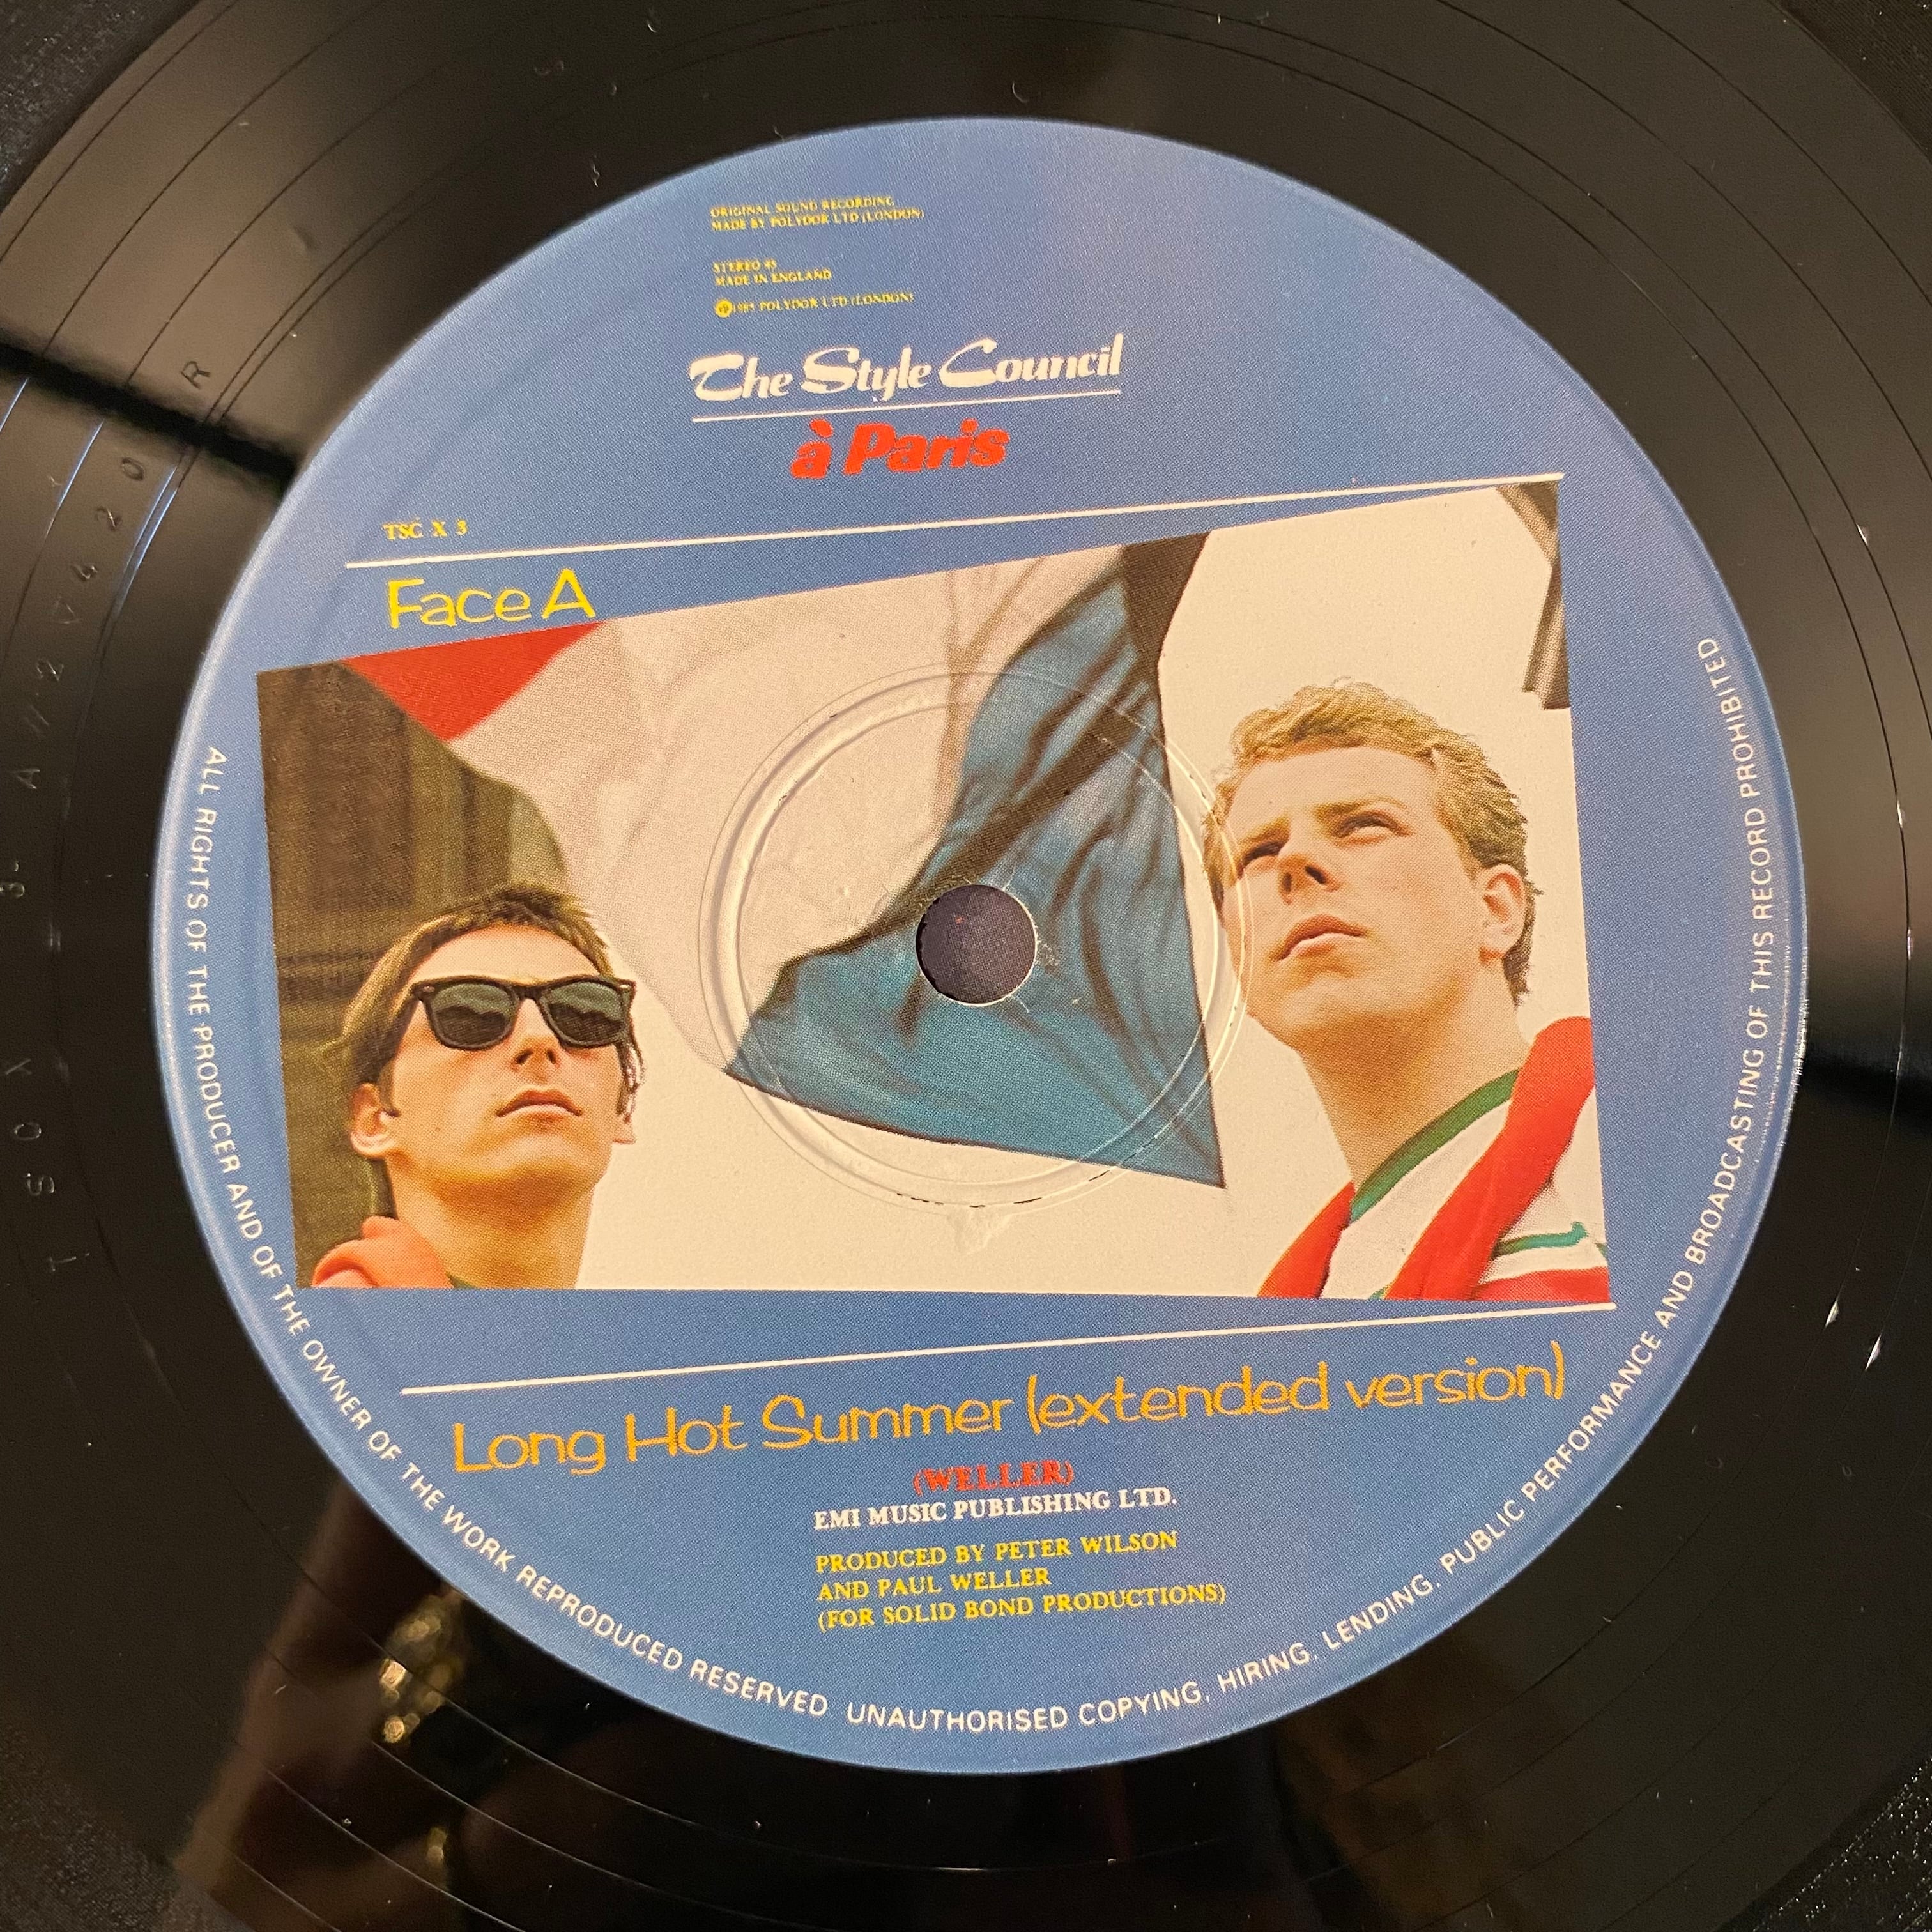 ORIGINAL SOUND RECORDING
MADE BY POLYDOR LTD (LONDON)
STEREO 45
MADE IN ENGLAND
Ⓟ 1983 POLYDOR LTD (LONDON)
The Style Council
à Paris
TSC X 3
Face A
Long Hot Summer (extended version)
(WELLER)
EMI MUSIC PUBLISHING LTD.
PRODUCED BY PETER WILSON
AND PAUL WELLER
(FOR SOLID BOND PRODUCTIONS)
ALL RIGHTS OF THE PRODUCER AND OF THE OWNER OF THE WORK REPRODUCED RESERVED UNAUTHORISED COPYING, HIRING, LENDING, PUBLIC PERFORMANCE AND BROADCASTING OF THIS RECORD PROHIBITED